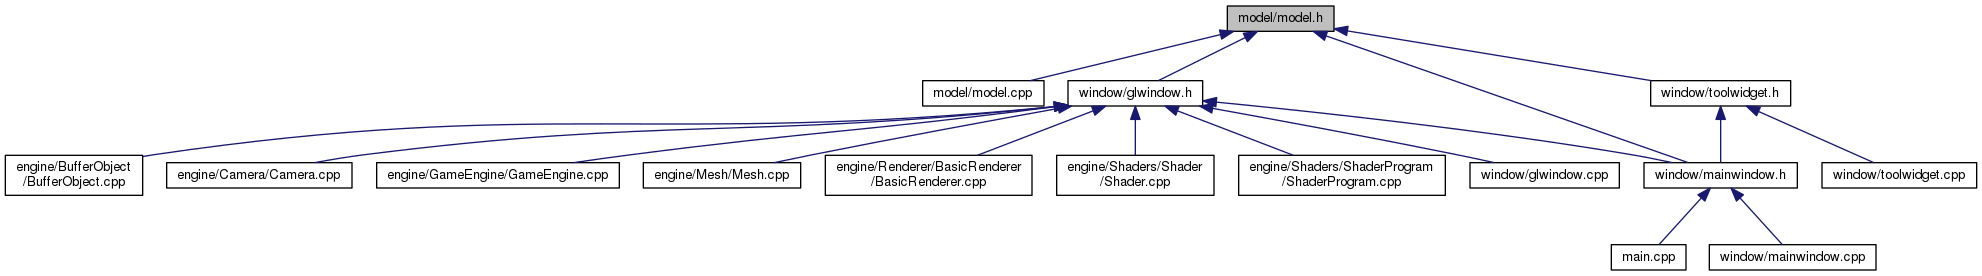 model/model.h
model/model.cpp
window/glwindow.h
window/toolwidget.h
engine/BufferObject
/BufferObject.cpp
engine/Camera/Camera.cpp
engine/GameEngine/GameEngine.cpp
engine/Mesh/Mesh.cpp
engine/Renderer/BasicRenderer
/BasicRenderer.cpp
engine/Shaders/Shader
/Shader.cpp
engine/Shaders/ShaderProgram
/ShaderProgram.cpp
window/glwindow.cpp
window/mainwindow.h
window/toolwidget.cpp
main.cpp
window/mainwindow.cpp